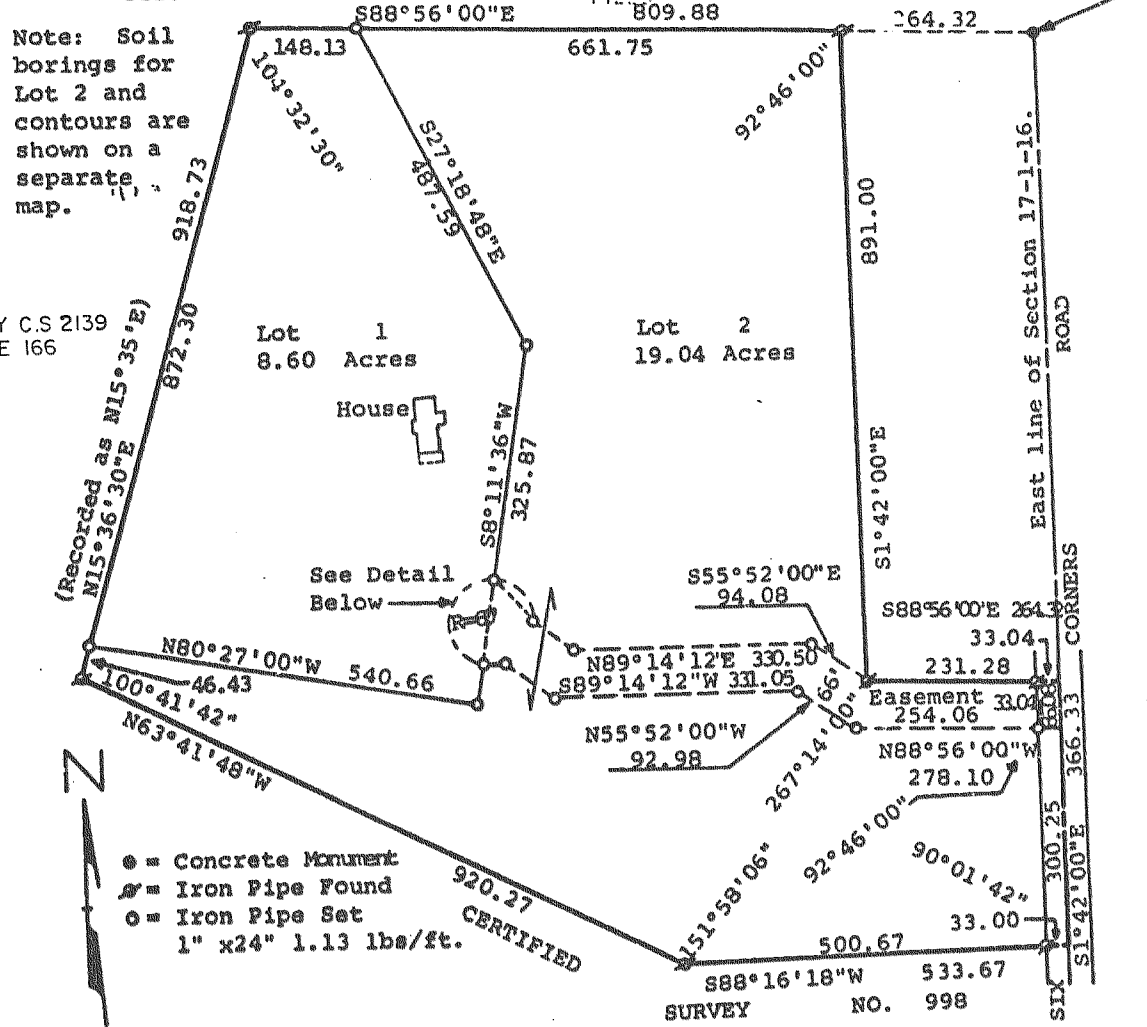 S88°56'00"E 809.88
264.32
148.13 661.75
Note: Soil
borings for
Lot 2 and
contours are
shown on a
separate
map.
104°32'30"
92°46'00"
S27°18'48"E
487.59
918.73
872.30
(Recorded as N15°35'E)
N15°36'30"E
Y C.S 2139
E 166
Lot 1
8.60 Acres
House
Lot 2
19.04 Acres
891.00
S1°42'00"E
East line of Section 17-1-16.
ROAD
S8°11'36"W
325.87
See Detail
Below
S55°52'00"E
94.08
S88°56'00"E
33.04
231.28
CORNERS
N80°27'00"W 540.66
46.43
100°41'42"
N63°41'48"W
N89°14'12"E 330.50
S89°14'12"W 331.05
66'
Easement
254.06
N55°52'00"W
92.98
N88°56'00"W
278.10
267°14'00"
92°46'00"
90°01'42"
366.33
300.25
S1°42'00"E
N
= Concrete Monument
= Iron Pipe Found
= Iron Pipe Set
1" x24" 1.13 lbs/ft.
920.27
CERTIFIED
151°58'06"
33.00
500.67
S88°16'18"W 533.67
SURVEY NO. 998
SIX